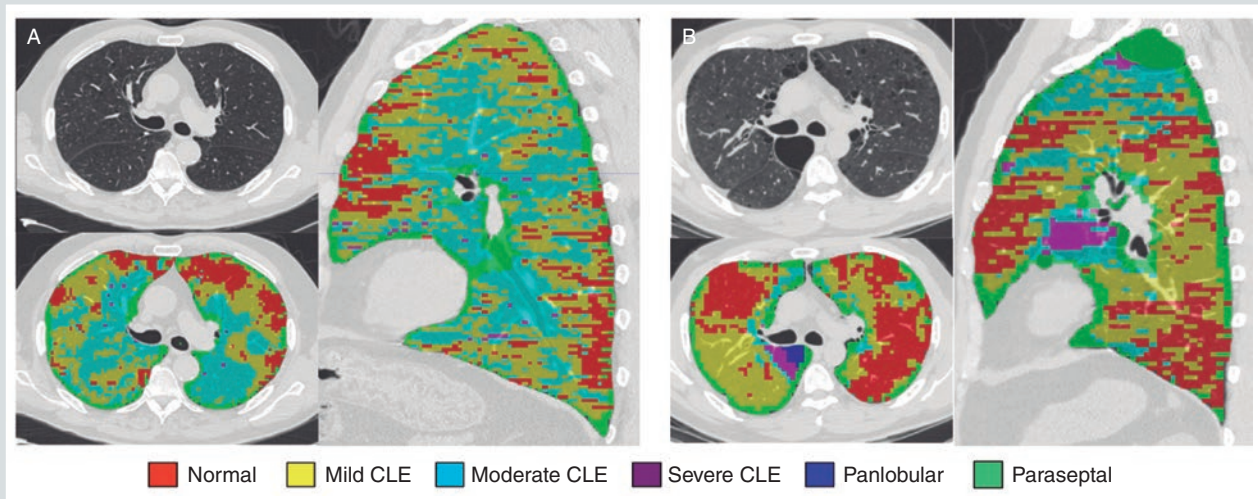 A
B
Normal
Mild CLE
Moderate CLE
Severe CLE
Panlobular
Paraseptal